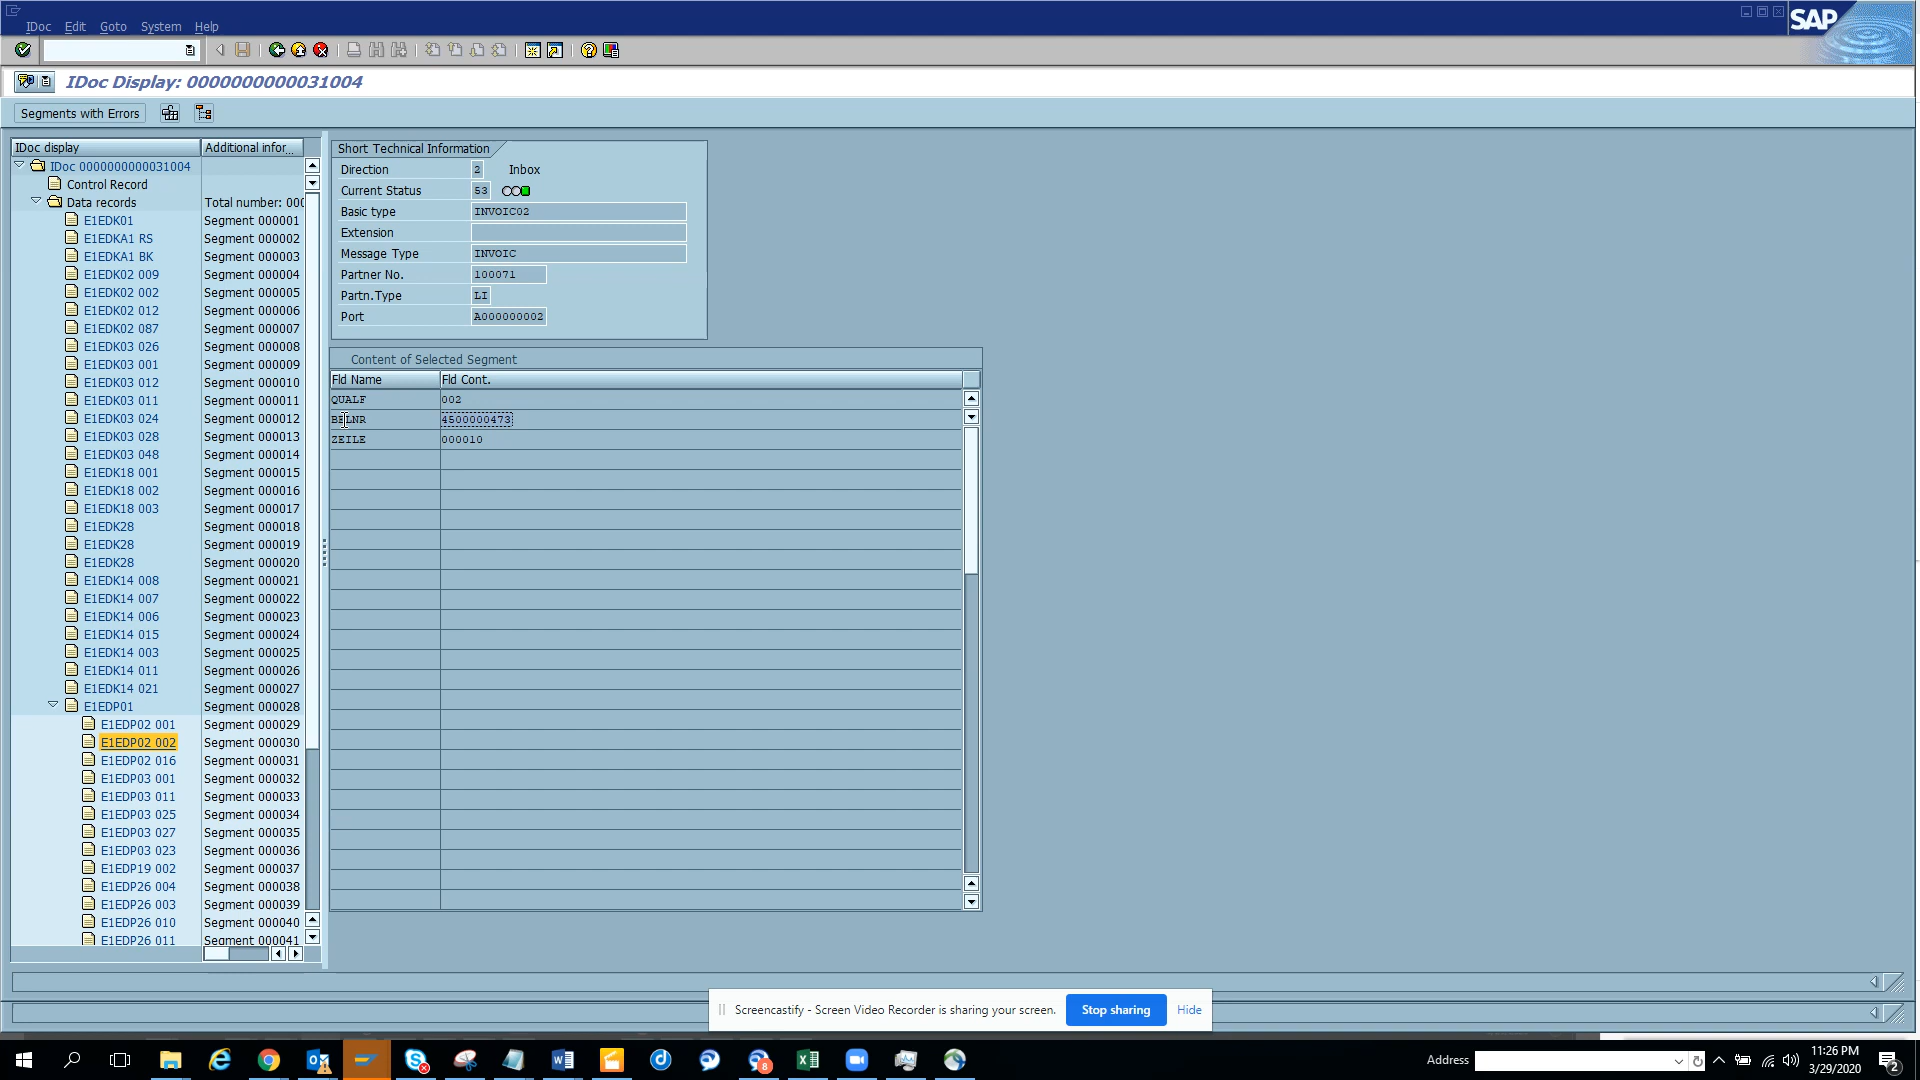 IDoc Edit Goto System Help
SAP
IDoc Display: 0000000000031004
Segments with Errors
IDoc display Additional infor...
IDoc 0000000000031004
Control Record
Data records Total number: 000
E1EDK01 Segment 000001
E1EDKA1 RS Segment 000002
E1EDKA1 BK Segment 000003
E1EDK02 009 Segment 000004
E1EDK02 002 Segment 000005
E1EDK02 012 Segment 000006
E1EDK02 087 Segment 000007
E1EDK03 026 Segment 000008
E1EDK03 001 Segment 000009
E1EDK03 012 Segment 000010
E1EDK03 011 Segment 000011
E1EDK03 024 Segment 000012
E1EDK03 028 Segment 000013
E1EDK03 048 Segment 000014
E1EDK18 001 Segment 000015
E1EDK18 002 Segment 000016
E1EDK18 003 Segment 000017
E1EDK28 Segment 000018
E1EDK28 Segment 000019
E1EDK28 Segment 000020
E1EDK14 008 Segment 000021
E1EDK14 007 Segment 000022
E1EDK14 006 Segment 000023
E1EDK14 015 Segment 000024
E1EDK14 003 Segment 000025
E1EDK14 011 Segment 000026
E1EDK14 021 Segment 000027
E1EDP01 Segment 000028
E1EDP02 001 Segment 000029
E1EDP02 002 Segment 000030
E1EDP02 016 Segment 000031
E1EDP03 001 Segment 000032
E1EDP03 011 Segment 000033
E1EDP03 025 Segment 000034
E1EDP03 027 Segment 000035
E1EDP03 023 Segment 000036
E1EDP19 002 Segment 000037
E1EDP26 004 Segment 000038
E1EDP26 003 Segment 000039
E1EDP26 010 Segment 000040
E1EDP26 011 Segment 000041
Short Technical Information
Direction 2 Inbox
Current Status 53
Basic type INVOIC02
Extension
Message Type INVOIC
Partner No. 100071
Partn.Type LI
Port A000000002
Content of Selected Segment
Fld Name Fld Cont.
QUALF 002
BELNR 4500000473
ZEILE 000010
Screencastify - Screen Video Recorder is sharing your screen. Stop sharing Hide
Address
11:26 PM
3/29/2020
8
2